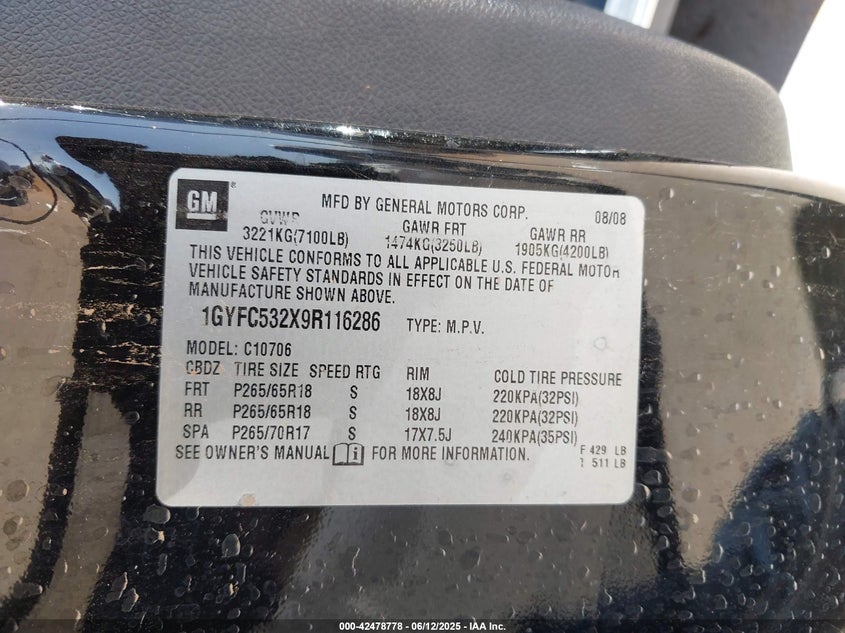 GM ®
MFD BY GENERAL MOTORS CORP. 08/08
GVWR GAWR FRT GAWR RR
3221KG(7100LB) 1474KG(3250LB) 1905KG(4200LB)
THIS VEHICLE CONFORMS TO ALL APPLICABLE U.S. FEDERAL MOTOR
VEHICLE SAFETY STANDARDS IN EFFECT ON THE DATE OF
MANUFACTURE SHOWN ABOVE.
1GYFC532X9R116286 TYPE: M.P.V.
MODEL: C10706
CBDZ TIRE SIZE SPEED RTG RIM COLD TIRE PRESSURE
FRT P265/65R18 S 18X8J 220KPA(32PSI)
RR P265/65R18 S 18X8J 220KPA(32PSI)
SPA P265/70R17 S 17X7.5J 240KPA(35PSI)
SEE OWNER'S MANUAL i FOR MORE INFORMATION.
F 429 LB
511 LB
000-42478778 - 06/12/2025 - IAA Inc.